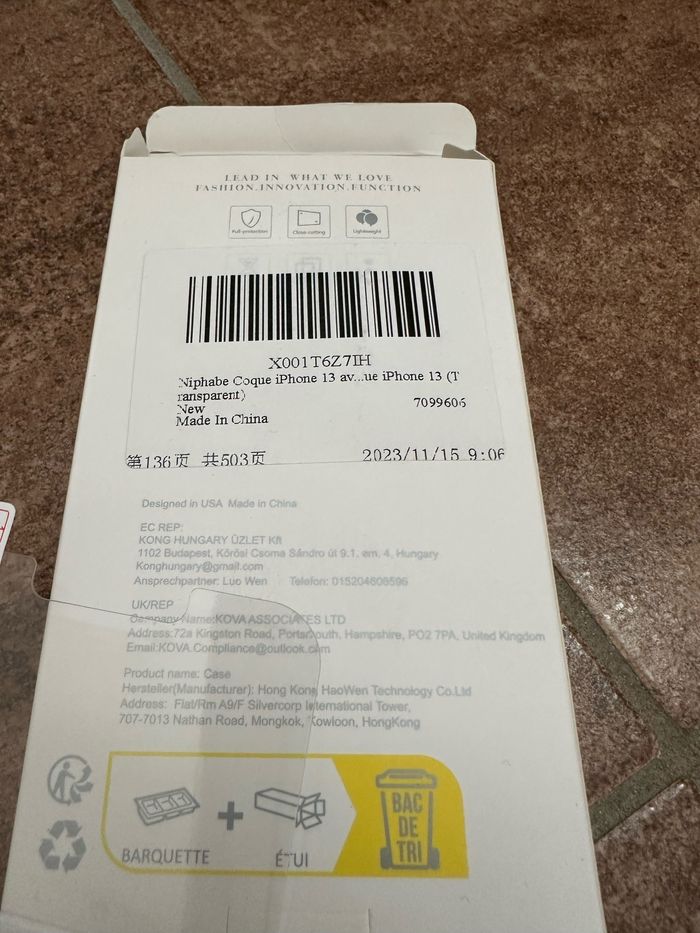 LEAD IN WHAT WE LOVE
FASHION.INNOVATION.FUNCTION
Full-protection
Close cutting
Lightweight
X001T6Z7IH
Niphabe Coque iPhone 13 av...ue iPhone 13 (T
ransparent)
New
7099606
Made In China
第136页 共503页
2023/11/15 9:06
Designed in USA Made in China
EC REP:
KONG HUNGARY ÜZLET Kft
1102 Budapest, Kőrösi Csoma Sándro út 9.1. em. 4. Hungary
Konghungary@gmail.com
Ansprechpartner: Luo Wen Telefon: 015204608596
UK/REP
Company Name:KOVA ASSOCIATES LTD
Address:72a Kingston Road, Portsmouth, Hampshire, PO2 7PA, United Kingdom
Email:KOVA.Compliance@outlook.com
Product name: Case
Hersteller(Manufacturer): Hong Kong HaoWen Technology Co.Ltd
Address: Flat/Rm A9/F Silvercorp International Tower,
707-7013 Nathan Road, Mongkok, Kowloon, HongKong
BARQUETTE
+
ÉTUI
BAC
DE
TRI